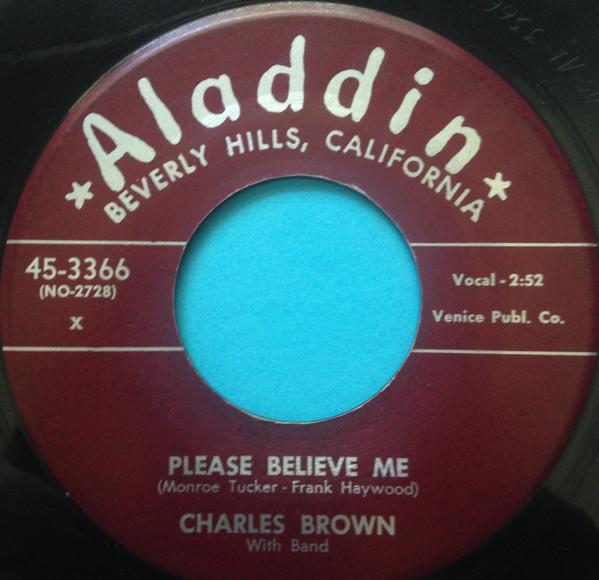 ★Aladdin★
BEVERLY HILLS, CALIFORNIA
45-3366
(NO-2728)
X
Vocal - 2:52
Venice Publ. Co.
PLEASE BELIEVE ME
(Monroe Tucker - Frank Haywood)
CHARLES BROWN
With Band